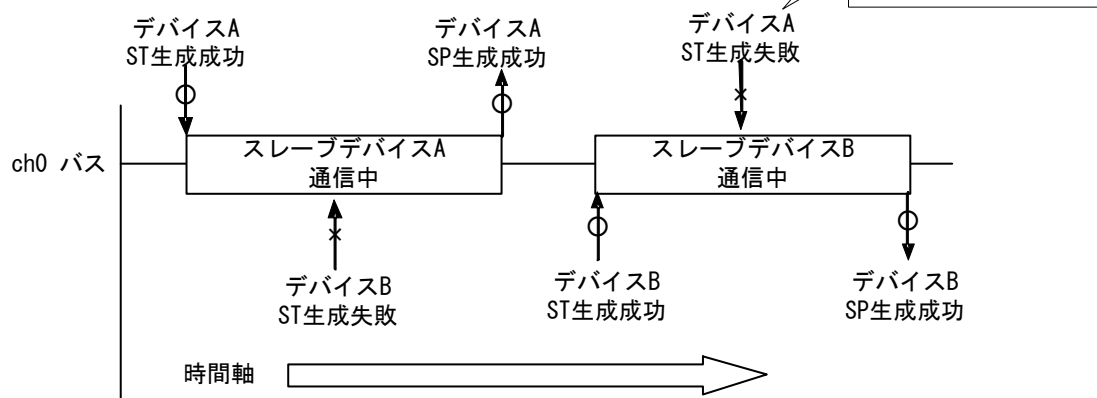 デバイスA
ST生成成功
デバイスA
SP生成成功
デバイスA
ST生成失敗
ch0 バス
スレーブデバイスA
通信中
スレーブデバイスB
通信中
デバイスB
ST生成失敗
デバイスB
ST生成成功
デバイスB
SP生成成功
時間軸